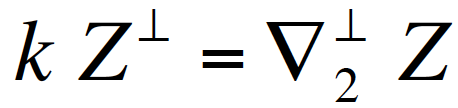 k Z^⊥ = ∇_2^⊥ Z